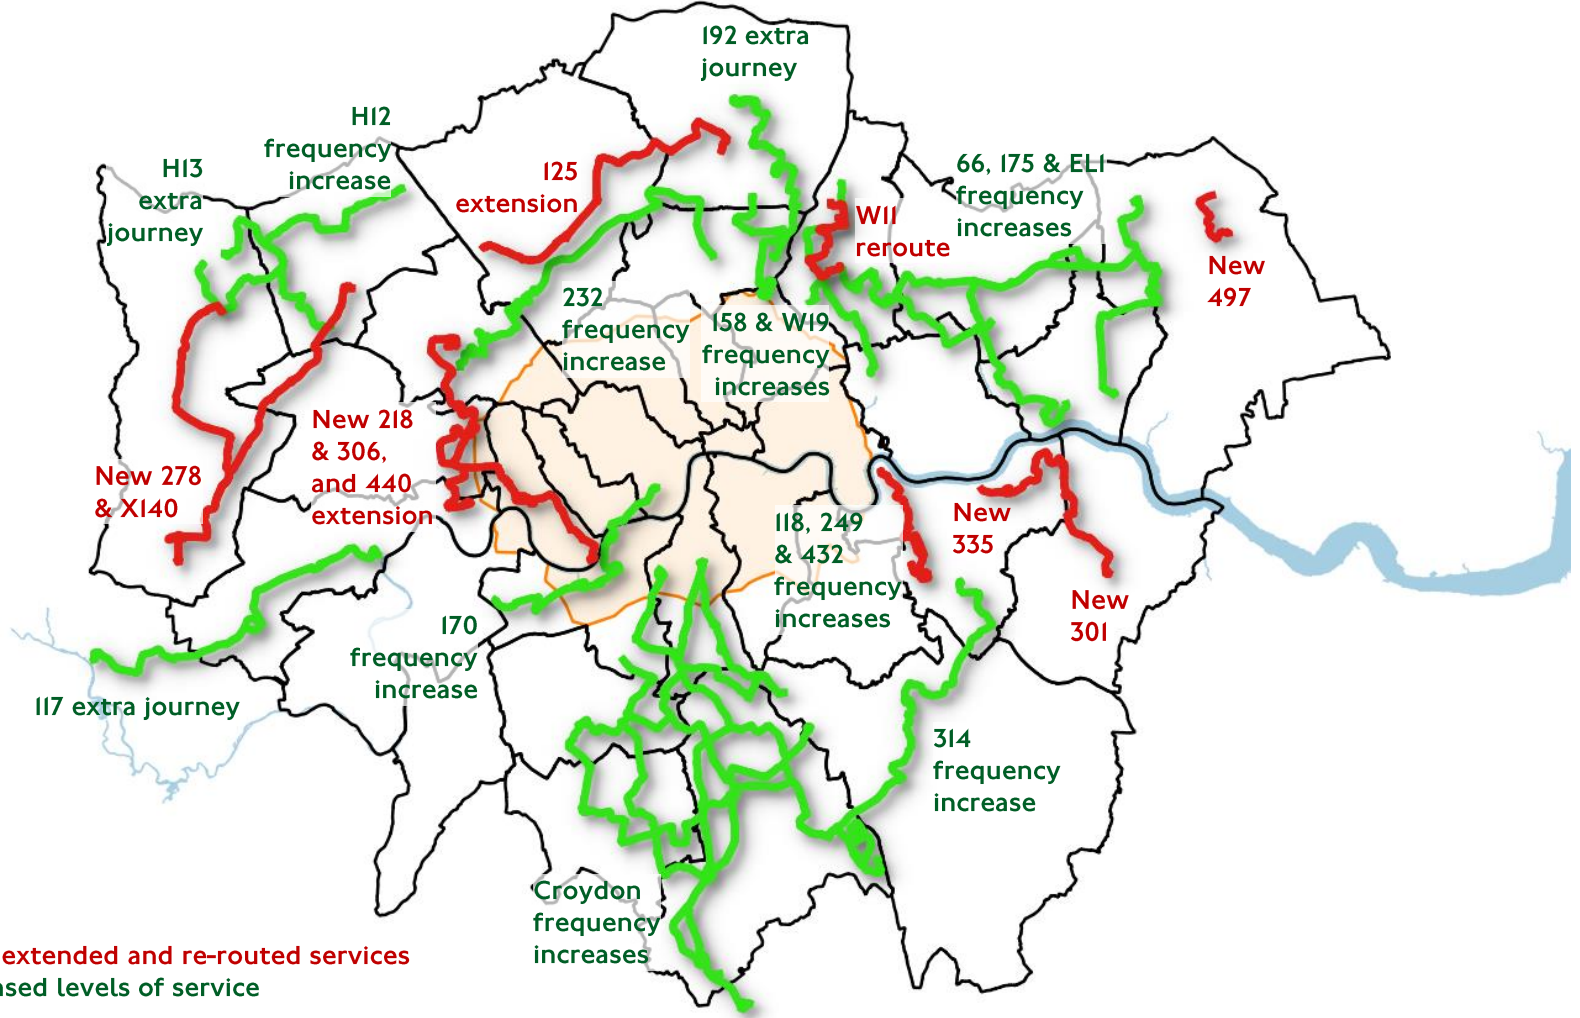 192 extra
journey
H12
frequency
increase
H13
extra
journey
125
extension
66, 175 & EL1
frequency
increases
W11
reroute
New
497
232
frequency
increase
158 & W19
frequency
increases
New 218
& 306,
and 440
extension
New 278
& X140
118, 249
& 432
frequency
increases
New
335
New
301
170
frequency
increase
117 extra journey
314
frequency
increase
Croydon
frequency
increases
extended and re-routed services
levels of service